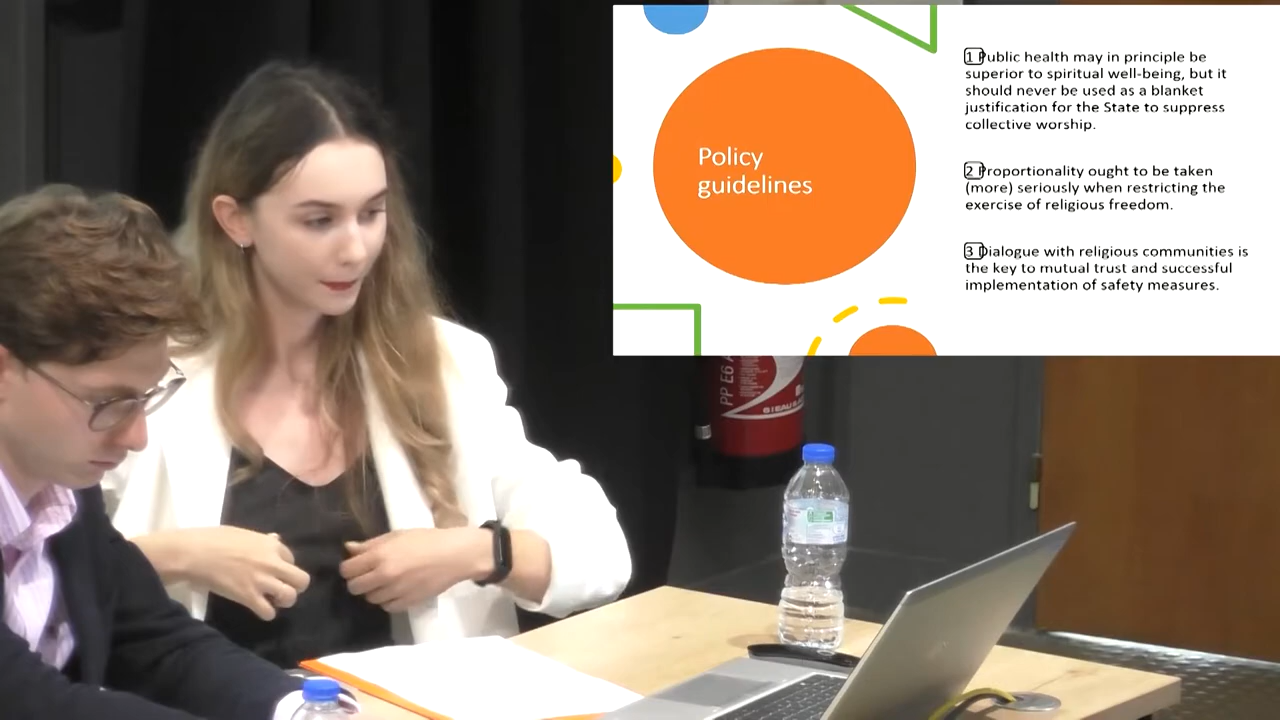 Policy
guidelines
1 Public health may in principle be
superior to spiritual well-being, but it
should never be used as a blanket
justification for the State to suppress
collective worship.
2 Proportionality ought to be taken
(more) seriously when restricting the
exercise of religious freedom.
3 Dialogue with religious communities is
the key to mutual trust and successful
implementation of safety measures.
PP E6 A